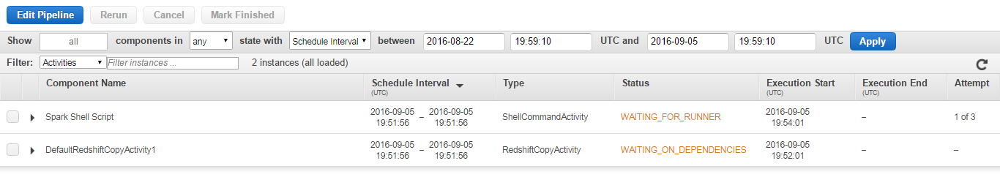 Edit Pipeline Rerun Cancel Mark Finished
Show all components in any state with Schedule Interval between 2016-08-22 19:59:10 UTC and 2016-09-05 19:59:10 UTC Apply
Filter: Activities Filter instances ... 2 instances (all loaded)
Component Name Schedule Interval (UTC) Type Status Execution Start (UTC) Execution End (UTC) Attempt
Spark Shell Script 2016-09-05 19:51:56 – 2016-09-05 19:51:56 ShellCommandActivity WAITING_FOR_RUNNER 2016-09-05 19:54:01 – 1 of 3
DefaultRedshiftCopyActivity1 2016-09-05 19:51:56 – 2016-09-05 19:51:56 RedshiftCopyActivity WAITING_ON_DEPENDENCIES 2016-09-05 19:52:01 – –